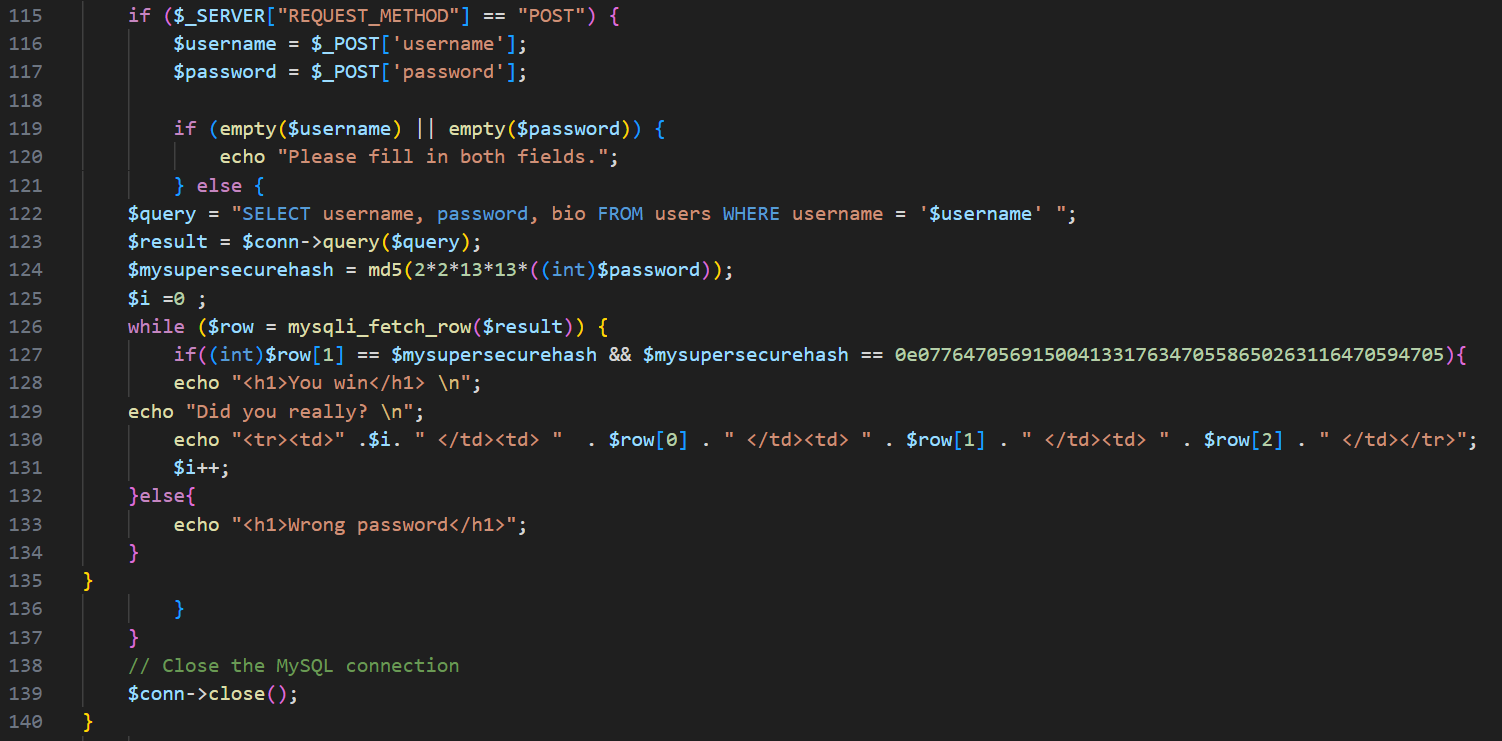 115 if ($_SERVER["REQUEST_METHOD"] == "POST") {
116 $username = $_POST['username'];
117 $password = $_POST['password'];
118
119 if (empty($username) || empty($password)) {
120 echo "Please fill in both fields.";
121 } else {
122 $query = "SELECT username, password, bio FROM users WHERE username = '$username' ";
123 $result = $conn->query($query);
124 $mysupersecurehash = md5(2*2*13*13*((int)$password));
125 $i =0 ;
126 while ($row = mysqli_fetch_row($result)) {
127 if((int)$row[1] == $mysupersecurehash && $mysupersecurehash == 0e0776470569150041331763470558650263116470594705){
128 echo "<h1>You win</h1> \n";
129 echo "Did you really? \n";
130 echo "<tr><td>" .$i. " </td><td> "  . $row[0] . " </td><td> " . $row[1] . " </td><td> " . $row[2] . " </td></tr>";
131 $i++;
132 }else{
133 echo "<h1>Wrong password</h1>";
134 }
135 }
136 }
137 }
138 // Close the MySQL connection
139 $conn->close();
140 }